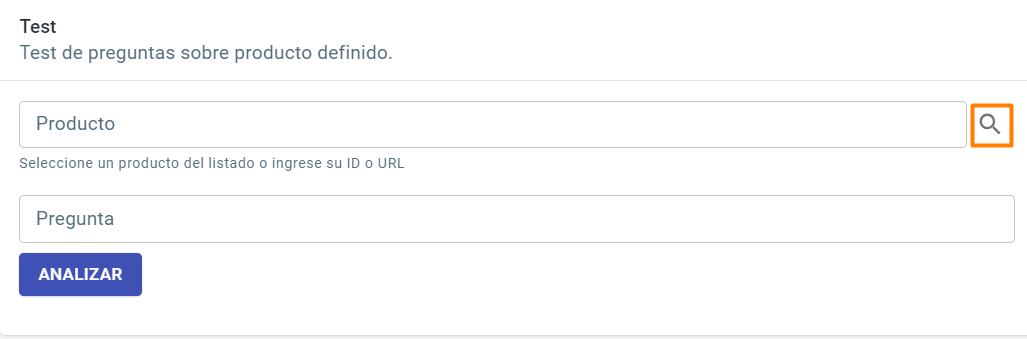 Test
Test de preguntas sobre producto definido.
Producto
Seleccione un producto del listado o ingrese su ID o URL
Pregunta
ANALIZAR